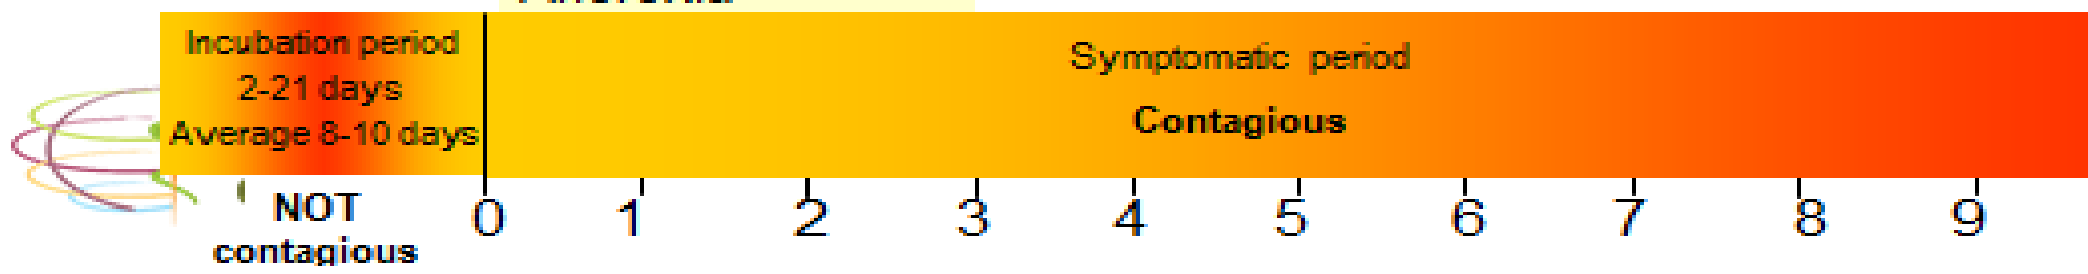 Incubation period
2-21 days
Average 8-10 days
Symptomatic period
Contagious
NOT
contagious
0 1 2 3 4 5 6 7 8 9